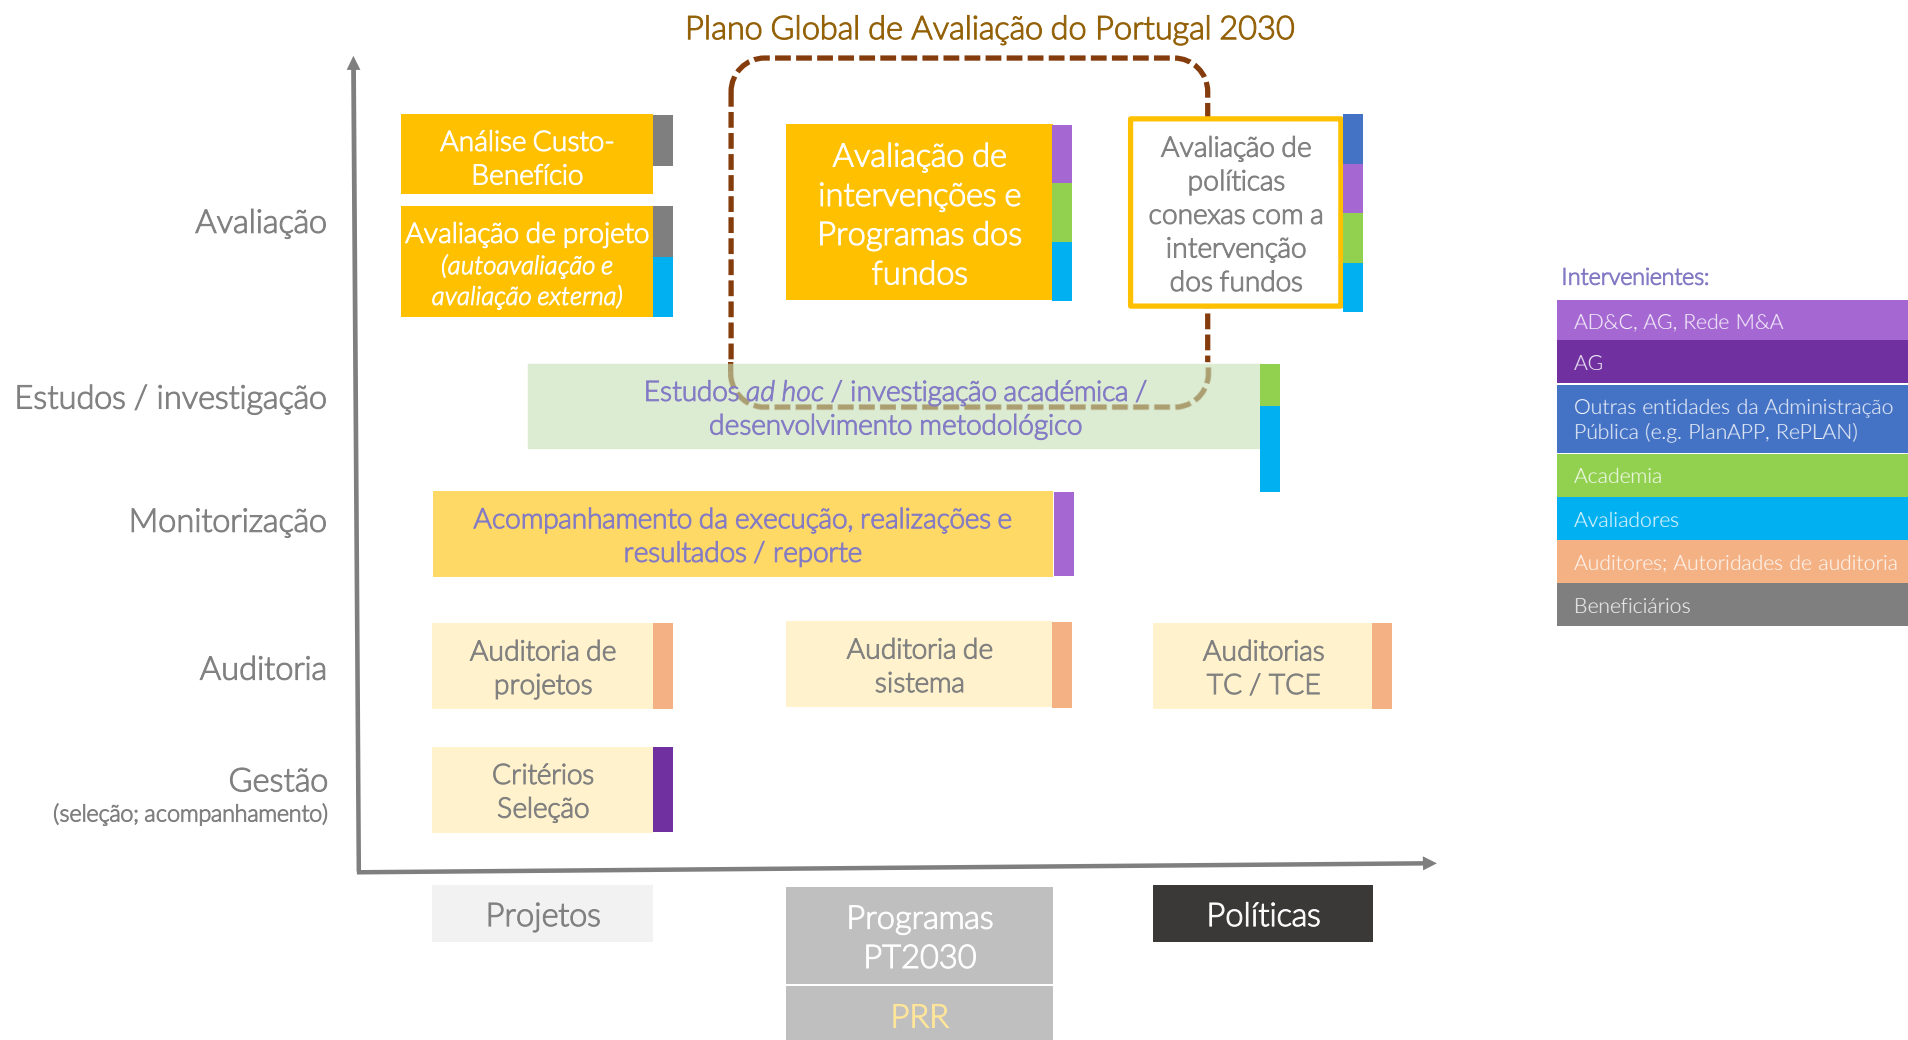 Plano Global de Avaliação do Portugal 2030
Avaliação
Análise Custo-
Benefício
Avaliação de projeto
(autoavaliação e
avaliação externa)
Avaliação de
intervenções e
Programas dos
fundos
Avaliação de
políticas
conexas com a
intervenção
dos fundos
Estudos / investigação
Estudos ad hoc / investigação académica /
desenvolvimento metodológico
Monitorização
Acompanhamento da execução, realizações e
resultados / reporte
Auditoria
Auditoria de
projetos
Auditoria de
sistema
Auditorias
TC / TCE
Gestão
(seleção; acompanhamento)
Critérios
Seleção
Projetos
Programas
PT2030
PRR
Políticas
Intervenientes:
AD&C, AG, Rede M&A
AG
Outras entidades da Administração
Pública (e.g. PlanAPP, RePLAN)
Academia
Avaliadores
Auditores; Autoridades de auditoria
Beneficiários